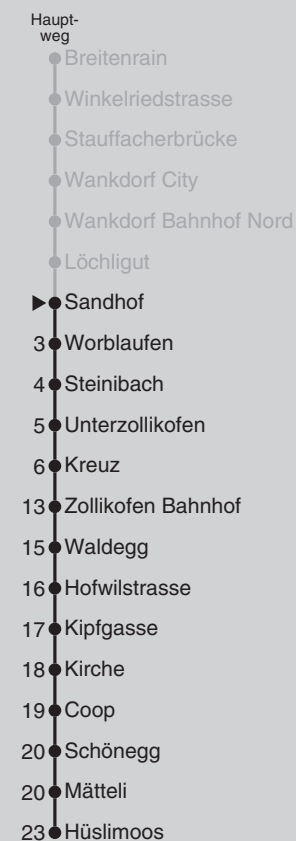 Haupt-
weg
Breitenrain
Winkelriedstrasse
Stauffacherbrücke
Wankdorf City
Wankdorf Bahnhof Nord
Löchligut
Sandhof
3 Worblaufen
4 Steinibach
5 Unterzollikofen
6 Kreuz
13 Zollikofen Bahnhof
15 Waldegg
16 Hofwilstrasse
17 Kipfgasse
18 Kirche
19 Coop
20 Schönegg
20 Mätteli
23 Hüslimoos